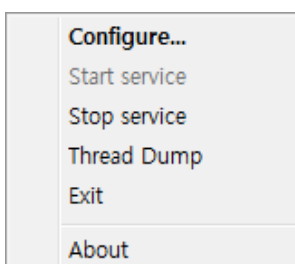 Configure...
Start service
Stop service
Thread Dump
Exit
About